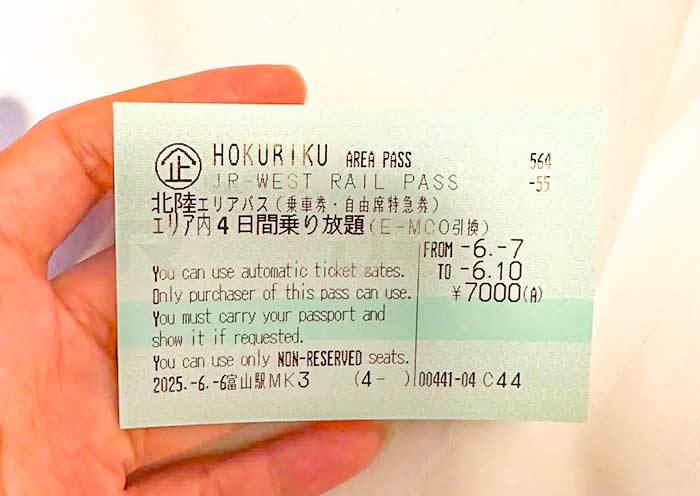 企 HOKURIKU AREA PASS 564
JR-WEST RAIL PASS -55
北陸エリアパス(乗車券・自由席特急券)
エリア内4日間乗り放題(E-MCO引換)
FROM -6.-7
You can use automatic ticket gates. TO -6.10
Only purchaser of this pass can use. ¥7000(A)
You must carry your passport and
show it if requested.
You can use only NON-RESERVED seats.
2025.-6.-6富山駅MK3 (4- ) 00441-04 C44